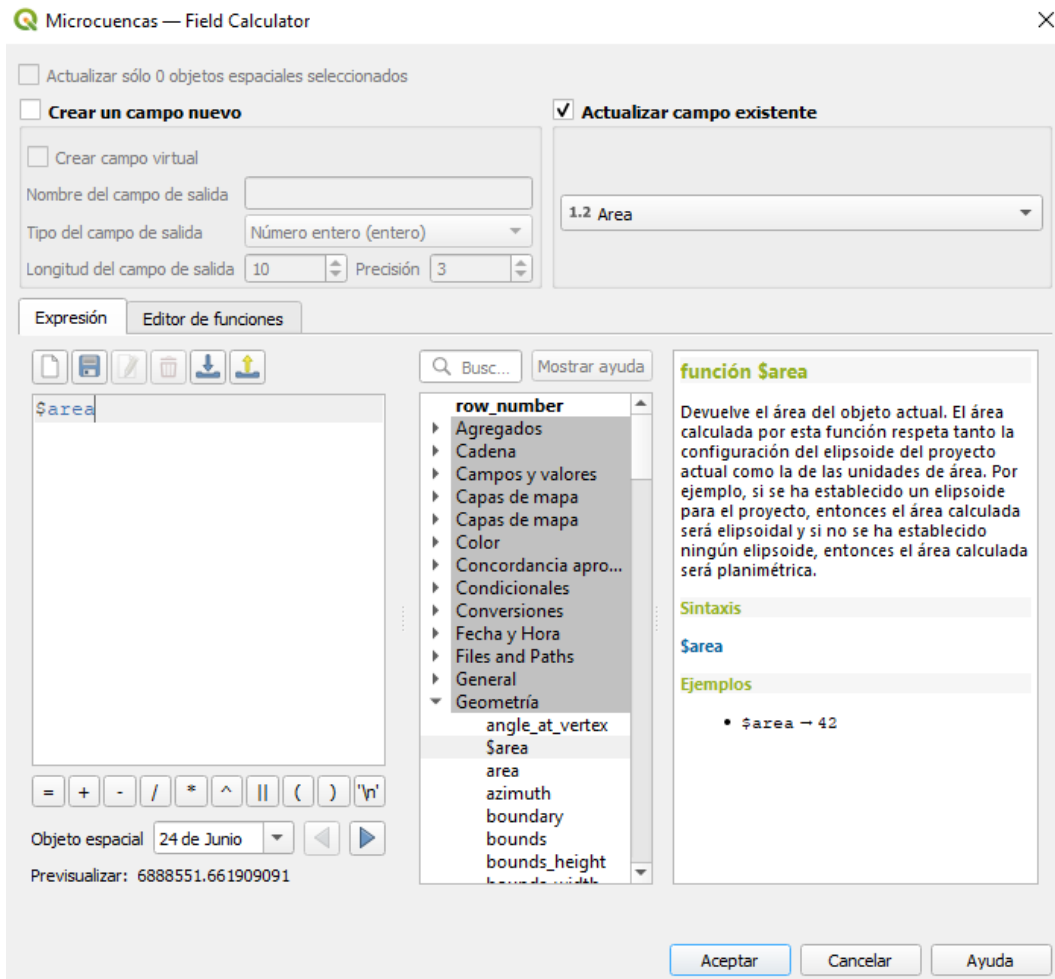 Microcuencas — Field Calculator
Actualizar sólo 0 objetos espaciales seleccionados
Crear un campo nuevo
Actualizar campo existente
Crear campo virtual
Nombre del campo de salida
1.2 Area
Tipo del campo de salida Número entero (entero)
Longitud del campo de salida 10 Precisión 3
Expresión Editor de funciones
Busc... Mostrar ayuda
$area
row_number
Agregados
Cadena
Campos y valores
Capas de mapa
Capas de mapa
Color
Concordancia apro...
Condicionales
Conversiones
Fecha y Hora
Files and Paths
General
Geometría
angle_at_vertex
$area
area
azimuth
boundary
bounds
bounds_height
bounds_width
función $area
Devuelve el área del objeto actual. El área
calculada por esta función respeta tanto la
configuración del elipsoide del proyecto
actual como la de las unidades de área. Por
ejemplo, si se ha establecido un elipsoide
para el proyecto, entonces el área calculada
será elipsoidal y si no se ha establecido
ningún elipsoide, entonces el área calculada
será planimétrica.
Sintaxis
$area
Ejemplos
• $area → 42
= + - / * ^ || ( ) '\n'
Objeto espacial 24 de Junio
Previsualizar: 6888551.661909091
Aceptar Cancelar Ayuda